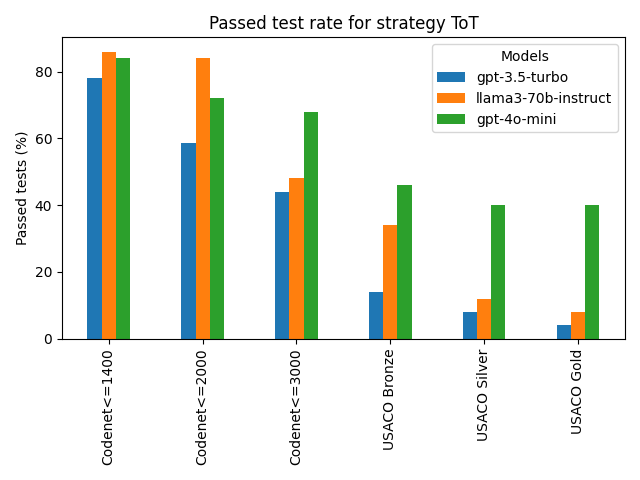 Passed test rate for strategy ToT
Models
gpt-3.5-turbo
llama3-70b-instruct
gpt-4o-mini
Passed tests (%)
80
60
40
20
0
Codenet<=1400
Codenet<=2000
Codenet<=3000
USACO Bronze
USACO Silver
USACO Gold